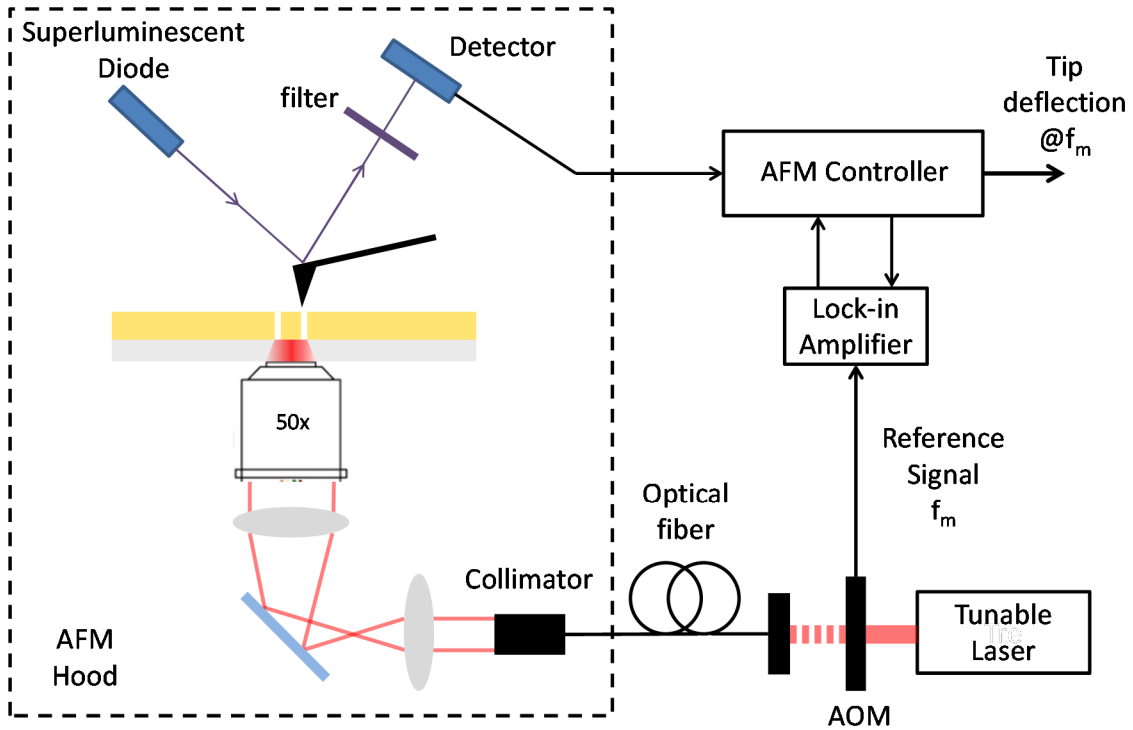 Superluminescent
Diode
Detector
filter
Tip
deflection
@fm
AFM Controller
Lock-in
Amplifier
50x
Reference
Signal
fm
Optical
fiber
Collimator
AFM
Hood
Tunable
Laser
AOM